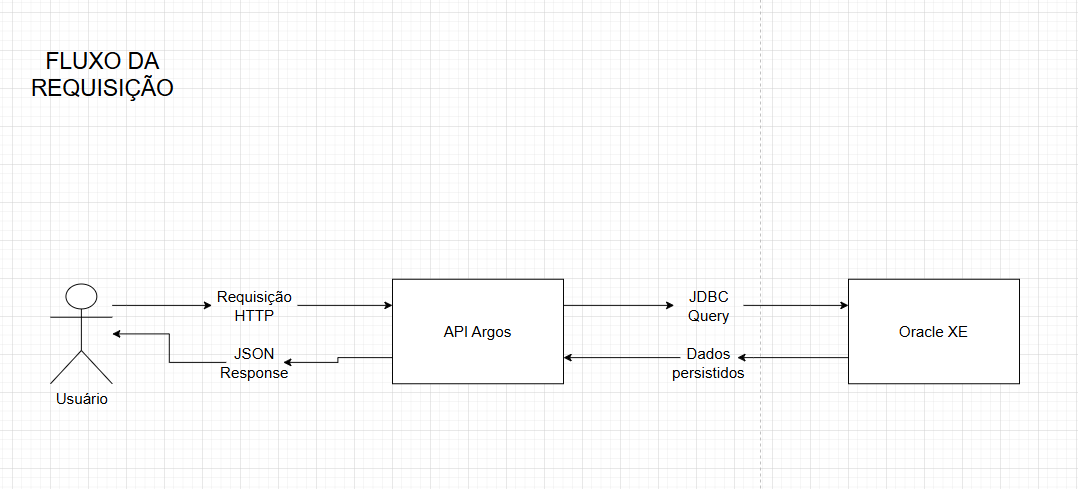 FLUXO DA
REQUISIÇÃO
Requisição
HTTP
JDBC
Query
API Argos
Oracle XE
JSON
Response
Dados
persistidos
Usuário